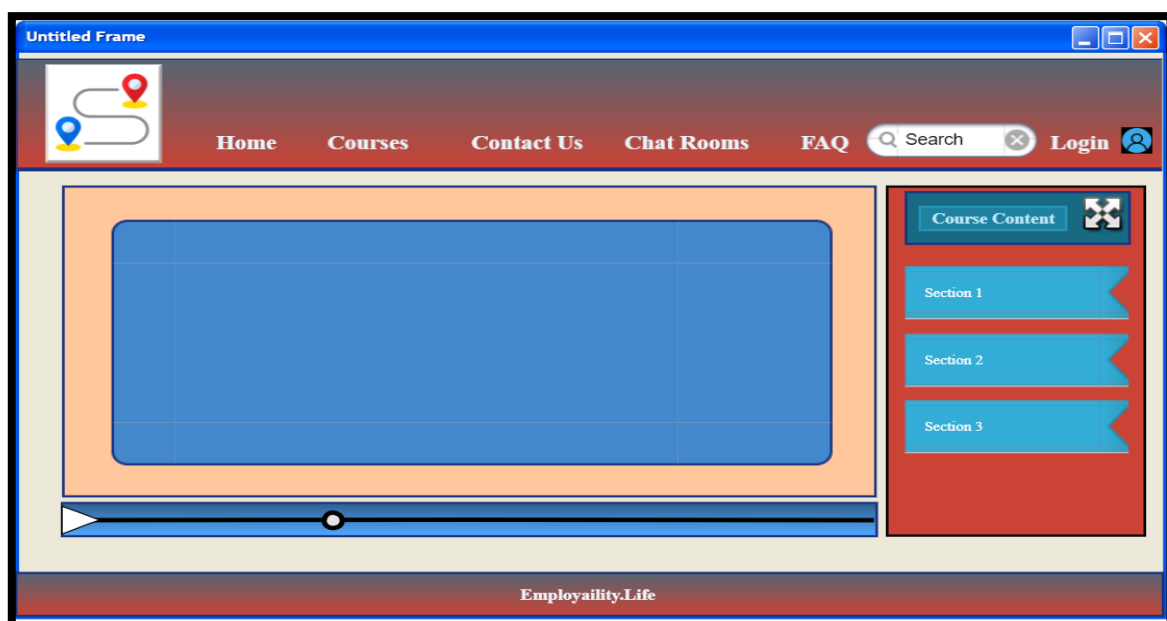 Untitled Frame
Home Courses Contact Us Chat Rooms FAQ Search Login
Course Content
Section 1
Section 2
Section 3
Employaility.Life